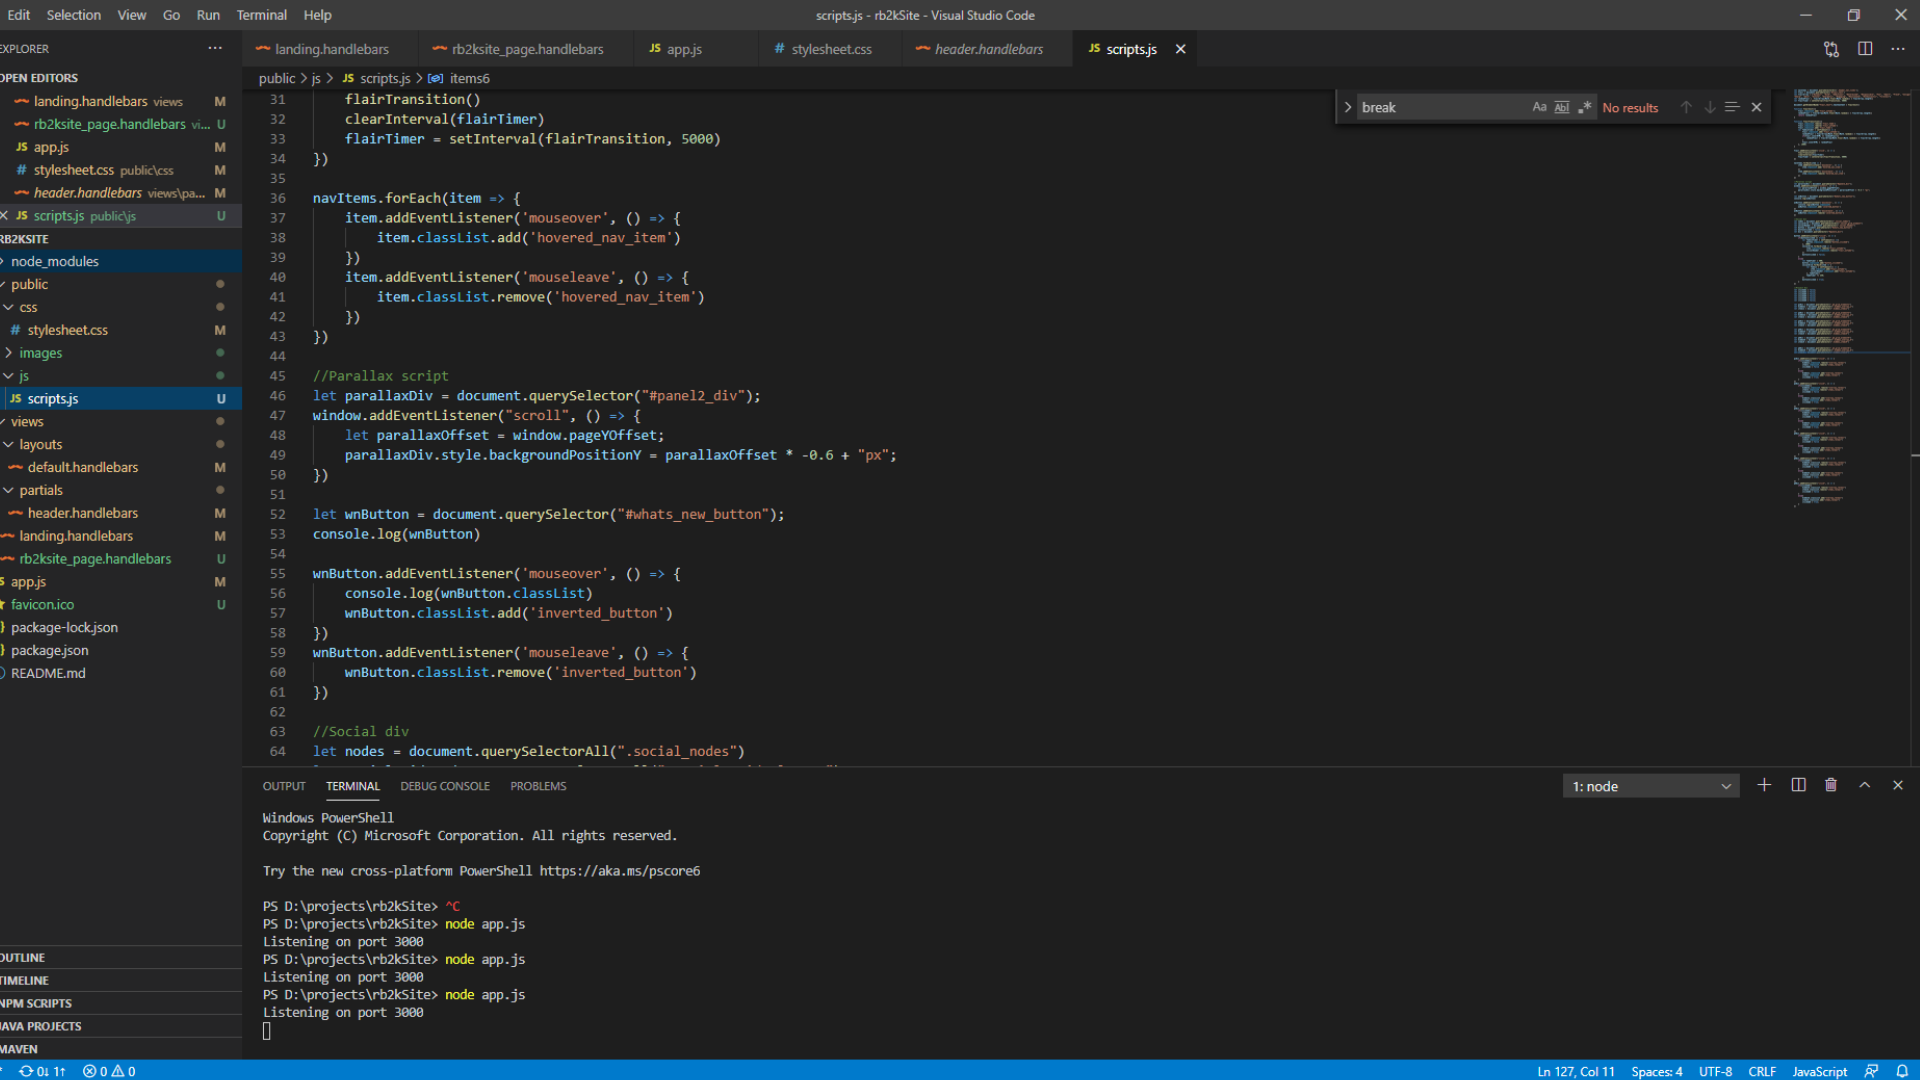 Edit Selection View Go Run Terminal Help
scripts.js - rb2kSite - Visual Studio Code
EXPLORER
landing.handlebars rb2ksite_page.handlebars JS app.js # stylesheet.css header.handlebars JS scripts.js
OPEN EDITORS
landing.handlebars views M
rb2ksite_page.handlebars vi... U
JS app.js M
# stylesheet.css public\css M
header.handlebars views\pa... M
JS scripts.js public\js U
RB2KSITE
node_modules
public
css
# stylesheet.css M
images
js
JS scripts.js U
views
layouts
default.handlebars M
partials
header.handlebars M
landing.handlebars M
rb2ksite_page.handlebars U
app.js M
favicon.ico U
package-lock.json
package.json
README.md
OUTLINE
TIMELINE
NPM SCRIPTS
JAVA PROJECTS
MAVEN
public > js > JS scripts.js > items6
break Aa Abl .* No results
31 flairTransition()
32 clearInterval(flairTimer)
33 flairTimer = setInterval(flairTransition, 5000)
34 })
35
36 navItems.forEach(item => {
37 item.addEventListener('mouseover', () => {
38 item.classList.add('hovered_nav_item')
39 })
40 item.addEventListener('mouseleave', () => {
41 item.classList.remove('hovered_nav_item')
42 })
43 })
44
45 //Parallax script
46 let parallaxDiv = document.querySelector("#panel2_div");
47 window.addEventListener("scroll", () => {
48 let parallaxOffset = window.pageYOffset;
49 parallaxDiv.style.backgroundPositionY = parallaxOffset * -0.6 + "px";
50 })
51
52 let wnButton = document.querySelector("#whats_new_button");
53 console.log(wnButton)
54
55 wnButton.addEventListener('mouseover', () => {
56 console.log(wnButton.classList)
57 wnButton.classList.add('inverted_button')
58 })
59 wnButton.addEventListener('mouseleave', () => {
60 wnButton.classList.remove('inverted_button')
61 })
62
63 //Social div
64 let nodes = document.querySelectorAll(".social_nodes")
OUTPUT TERMINAL DEBUG CONSOLE PROBLEMS
1: node
Windows PowerShell
Copyright (C) Microsoft Corporation. All rights reserved.
Try the new cross-platform PowerShell https://aka.ms/pscore6
PS D:\projects\rb2kSite> ^C
PS D:\projects\rb2kSite> node app.js
Listening on port 3000
PS D:\projects\rb2kSite> node app.js
Listening on port 3000
PS D:\projects\rb2kSite> node app.js
Listening on port 3000
0↓ 1↑ 0 0
Ln 127, Col 11 Spaces: 4 UTF-8 CRLF JavaScript